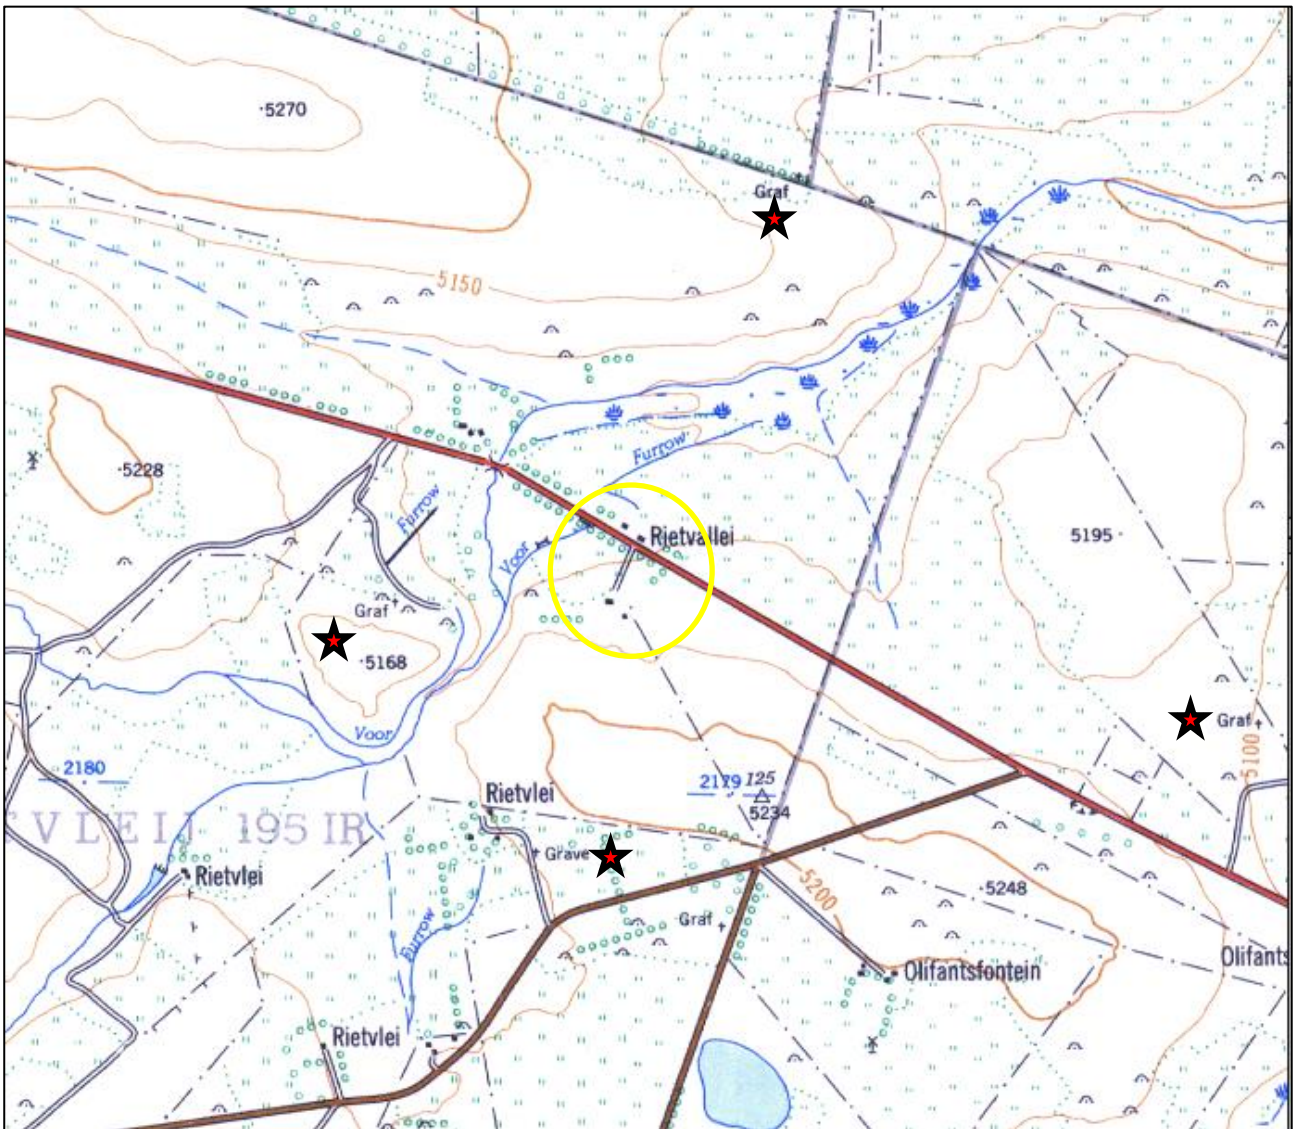 ·5270
Graf
5150
·5228
Furrow
Rietvallei
Furrow
Voor
5195·
Graf
·5168
Graf
5100
Voor
2180
2179
125
5234
Rietvlei
VLEI 195 IR
Grave
Rietvlei
5200
·5248
Graf
Furrow
Olifants
Olifantsfontein
Rietvlei